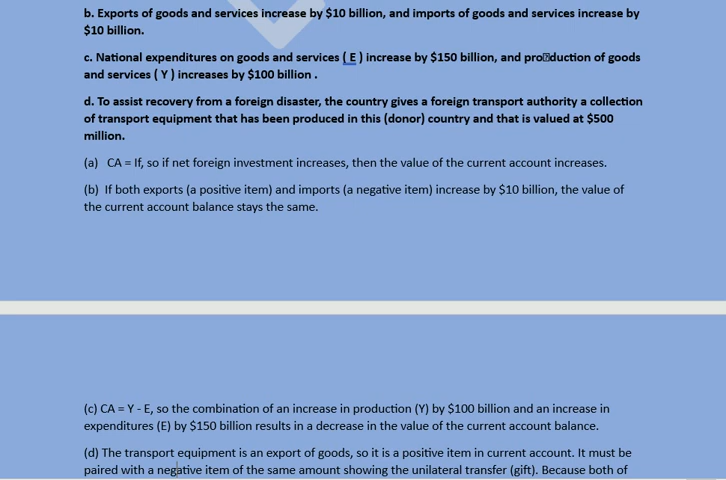 b. Exports of goods and services increase by $10 billion, and imports of goods and services increase by
$10 billion.
c. National expenditures on goods and services ( E ) increase by $150 billion, and pro￾duction of goods
and services ( Y ) increases by $100 billion .
d. To assist recovery from a foreign disaster, the country gives a foreign transport authority a collection
of transport equipment that has been produced in this (donor) country and that is valued at $500
million.
(a) CA = If, so if net foreign investment increases, then the value of the current account increases.
(b) If both exports (a positive item) and imports (a negative item) increase by $10 billion, the value of
the current account balance stays the same.
(c) CA = Y - E, so the combination of an increase in production (Y) by $100 billion and an increase in
expenditures (E) by $150 billion results in a decrease in the value of the current account balance.
(d) The transport equipment is an export of goods, so it is a positive item in current account. It must be
paired with a negative item of the same amount showing the unilateral transfer (gift). Because both of